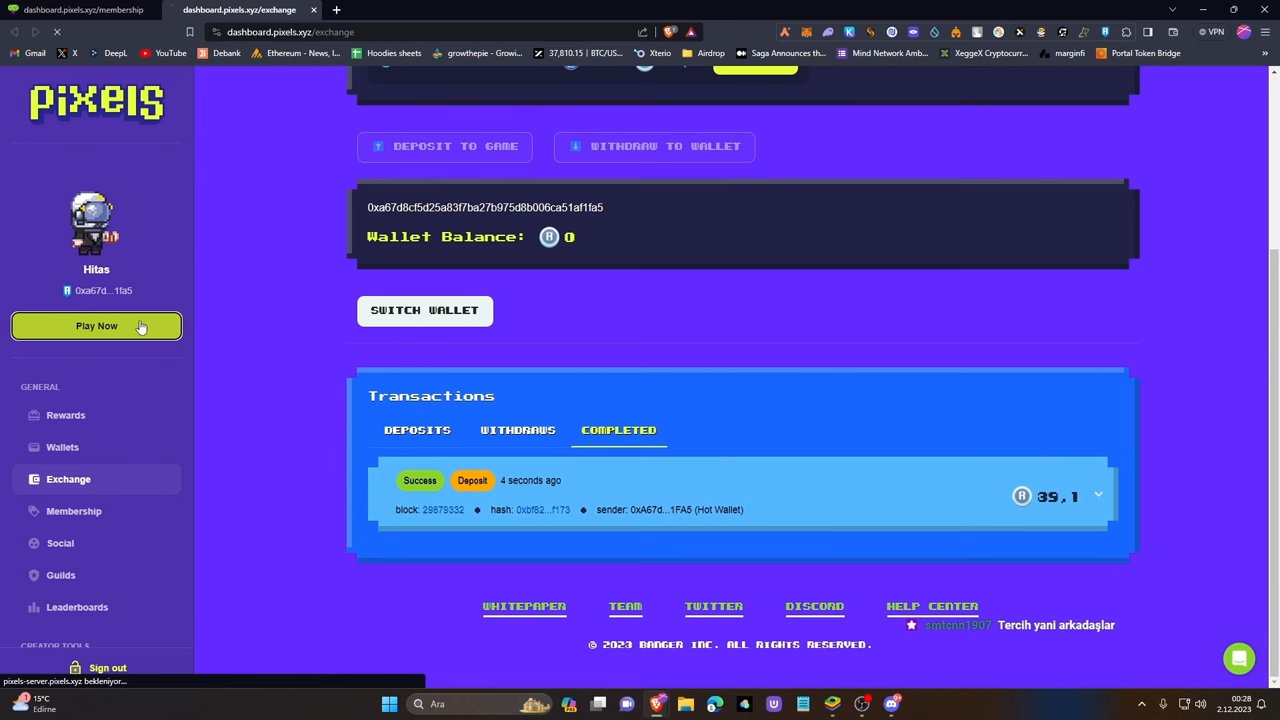 dashboard.pixels.xyz/membership
dashboard.pixels.xyz/exchange
dashboard.pixels.xyz/exchange
VPN
Gmail
X
DeepL
YouTube
Debank
Ethereum - News, I...
Hoodies sheets
growthepie - Growi...
37,810.15 | BTC/US...
Xterio
Airdrop
Saga Announces th...
Mind Network Amb...
XeggeX Cryptocurr...
marginfi
Portal Token Bridge
pixels
Hitas
0xa67d...1fa5
Play Now
GENERAL
Rewards
Wallets
Exchange
Membership
Social
Guilds
Leaderboards
CREATOR TOOLS
Sign out
DEPOSIT TO GAME
WITHDRAW TO WALLET
0xa67d8cf5d25a83f7ba27b975d8b006ca51af1fa5
Wallet Balance: R 0
SWITCH WALLET
Transactions
DEPOSITS
WITHDRAWS
COMPLETED
Success
Deposit
4 seconds ago
R 39,1
block: 29879332 ● hash: 0xbf82...f173 ● sender: 0xA67d...1FA5 (Hot Wallet)
WHITEPAPER
TEAM
TWITTER
DISCORD
HELP CENTER
smtcnn1907 Tercih yani arkadaşlar
© 2023 BANGER INC. ALL RIGHTS RESERVED.
pixels-server.pixels.xyz bekleniyor...
1
15°C
Edirne
Ara
00:28
2.12.2023